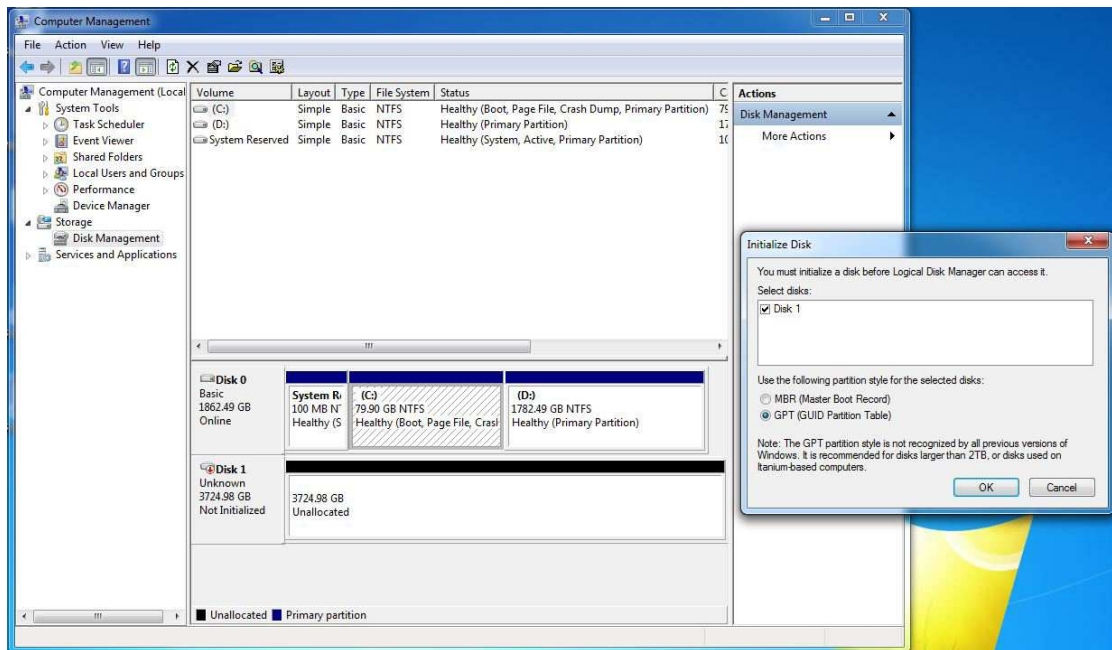 Computer Management
File Action View Help
Computer Management (Local
System Tools
Task Scheduler
Event Viewer
Shared Folders
Local Users and Groups
Performance
Device Manager
Storage
Disk Management
Services and Applications
Volume Layout Type File System Status C
(C:) Simple Basic NTFS Healthy (Boot, Page File, Crash Dump, Primary Partition) 79
(D:) Simple Basic NTFS Healthy (Primary Partition) 17
System Reserved Simple Basic NTFS Healthy (System, Active, Primary Partition) 10
Disk 0
Basic
1862.49 GB
Online
System R
100 MB N
Healthy (S
(C:)
79.90 GB NTFS
Healthy (Boot, Page File, Crasl
(D:)
1782.49 GB NTFS
Healthy (Primary Partition)
Disk 1
Unknown
3724.98 GB
Not Initialized
3724.98 GB
Unallocated
Unallocated Primary partition
Actions
Disk Management
More Actions
Initialize Disk
You must initialize a disk before Logical Disk Manager can access it.
Select disks:
Disk 1
Use the following partition style for the selected disks:
MBR (Master Boot Record)
GPT (GUID Partition Table)
Note: The GPT partition style is not recognized by all previous versions of
Windows. It is recommended for disks larger than 2TB, or disks used on
Itanium-based computers.
OK Cancel